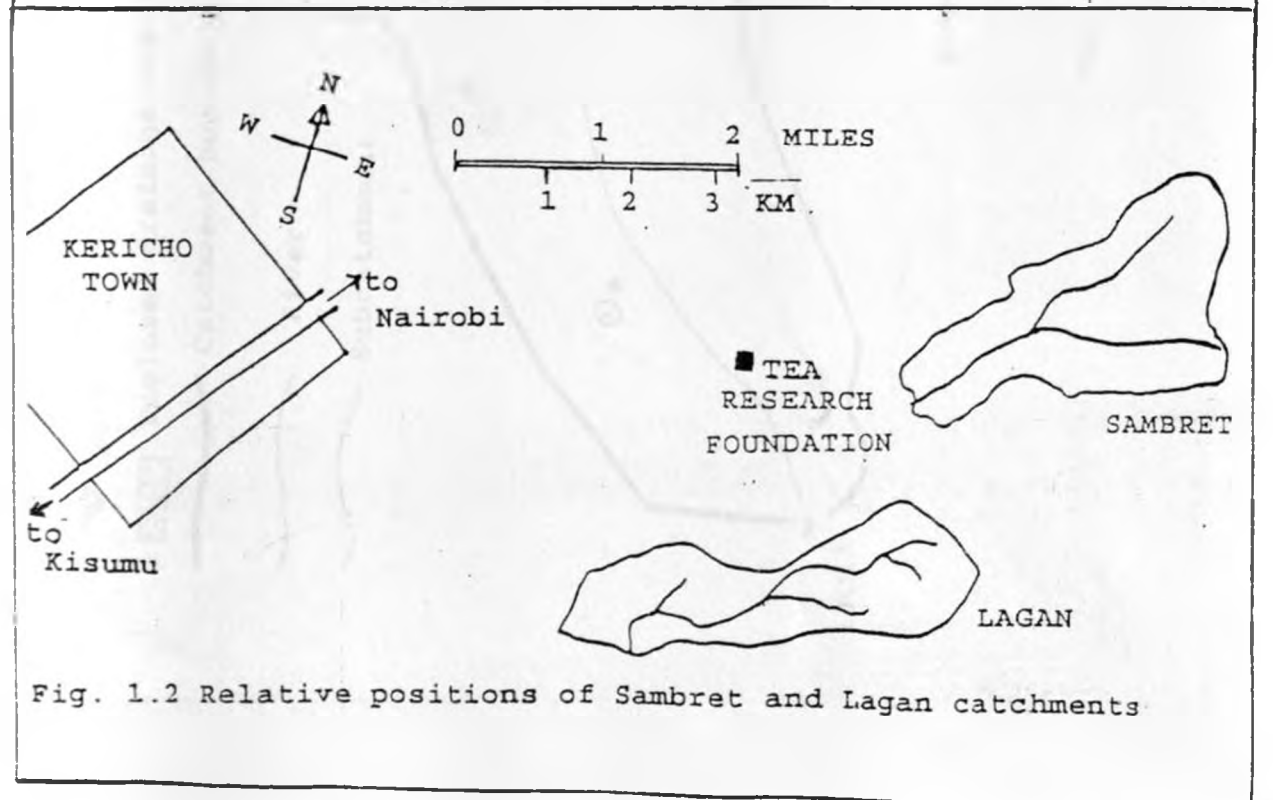 N
W
E
S
0 1 2 MILES
1 2 3 KM
KERICHO
TOWN
to
Nairobi
TEA
RESEARCH
FOUNDATION
SAMBRET
to
Kisumu
LAGAN
Fig. 1.2 Relative positions of Sambret and Lagan catchments